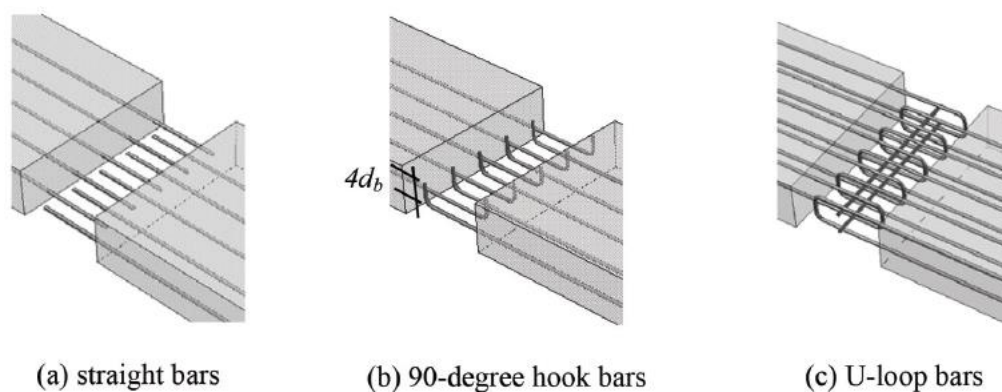 4d_b
(a) straight bars
(b) 90-degree hook bars
(c) U-loop bars